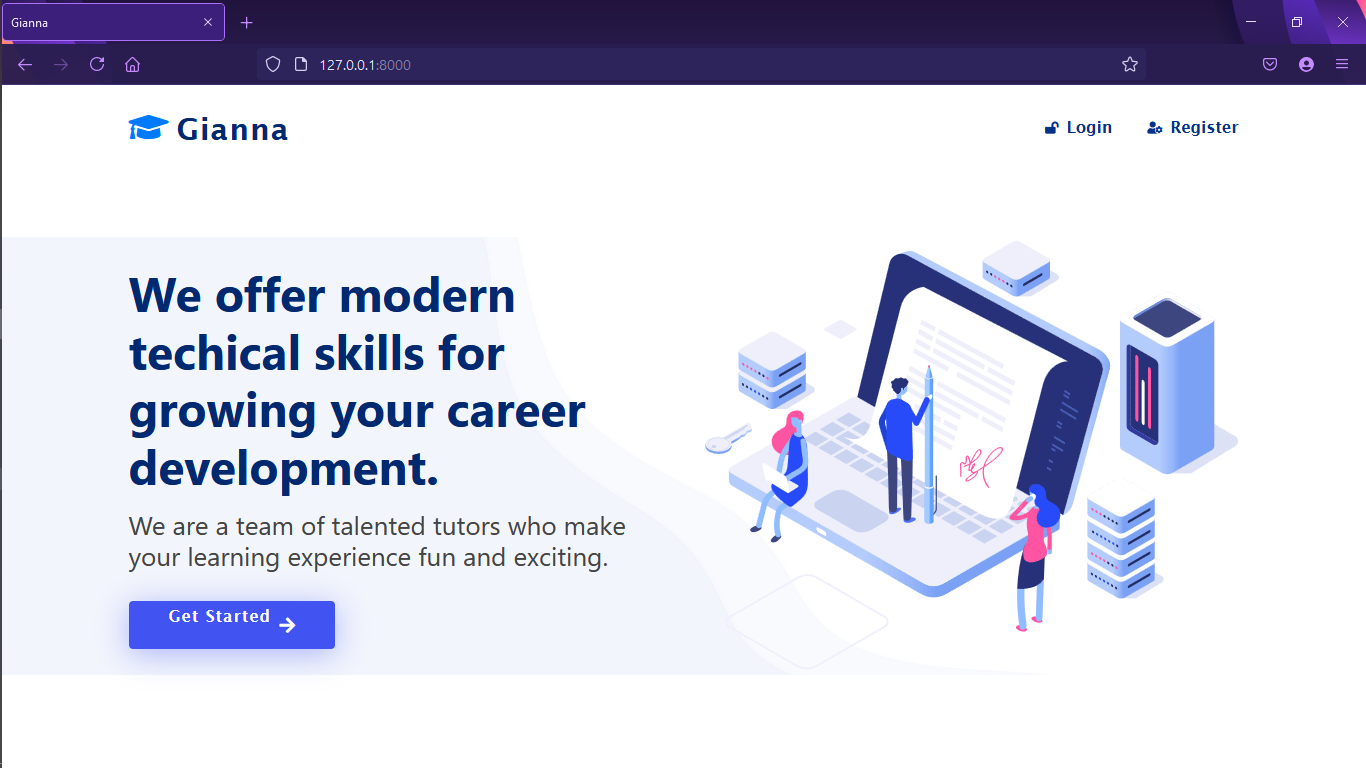 Gianna
127.0.0.1:8000
Gianna
Login
Register
We offer modern
techical skills for
growing your career
development.
We are a team of talented tutors who make
your learning experience fun and exciting.
Get Started